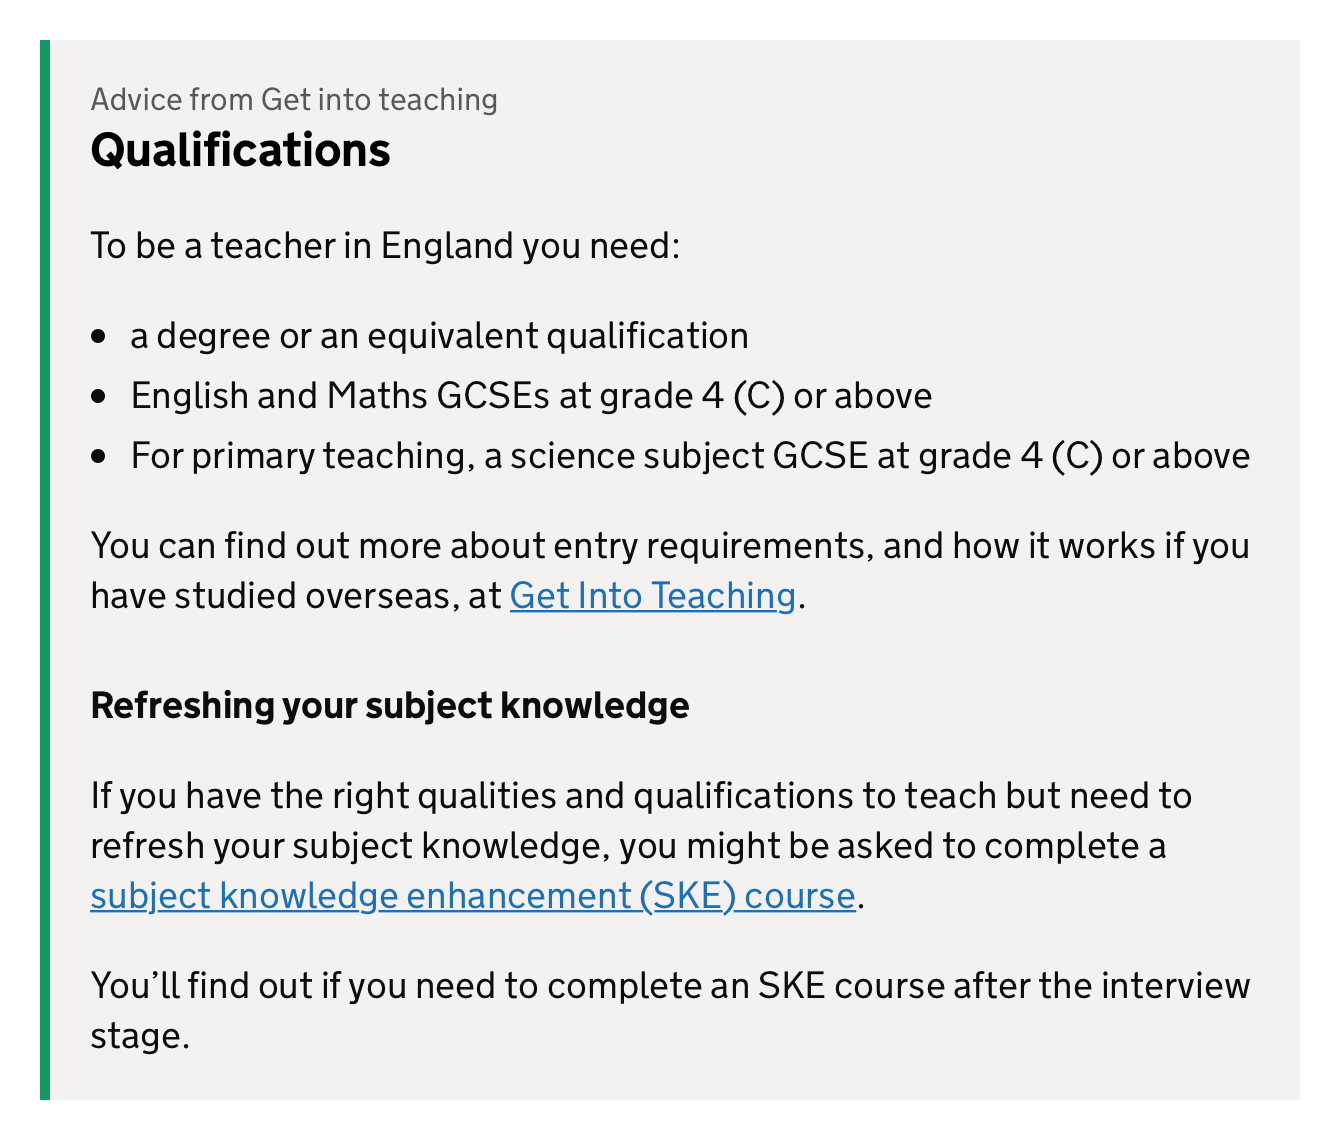 Advice from Get into teaching
Qualifications
To be a teacher in England you need:
• a degree or an equivalent qualification
• English and Maths GCSEs at grade 4 (C) or above
• For primary teaching, a science subject GCSE at grade 4 (C) or above
You can find out more about entry requirements, and how it works if you
have studied overseas, at Get Into Teaching.
Refreshing your subject knowledge
If you have the right qualities and qualifications to teach but need to
refresh your subject knowledge, you might be asked to complete a
subject knowledge enhancement (SKE) course.
You’ll find out if you need to complete an SKE course after the interview
stage.